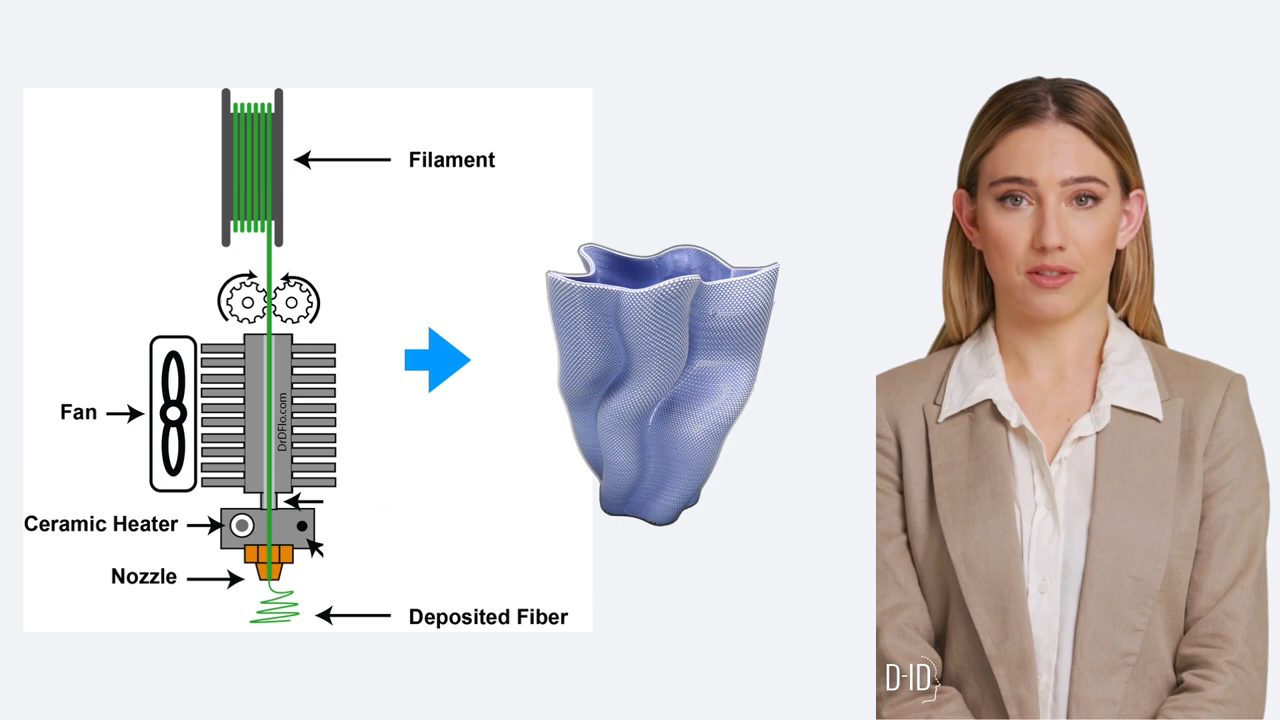 Filament
DrDFlo.com
Fan
Ceramic Heater
Nozzle
Deposited Fiber
D-ID